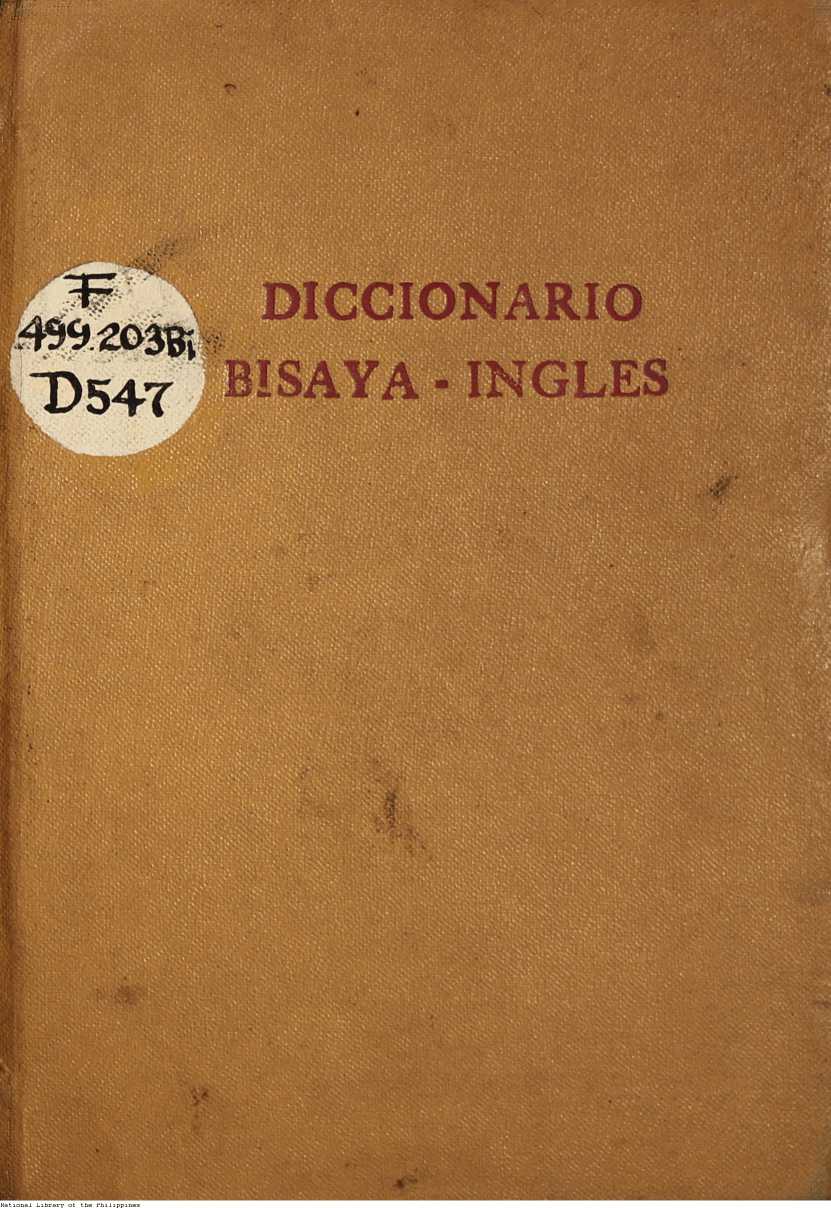 F
499.203Bi
D547
DICCIONARIO
BISAYA - INGLES
National Library of the Philippines